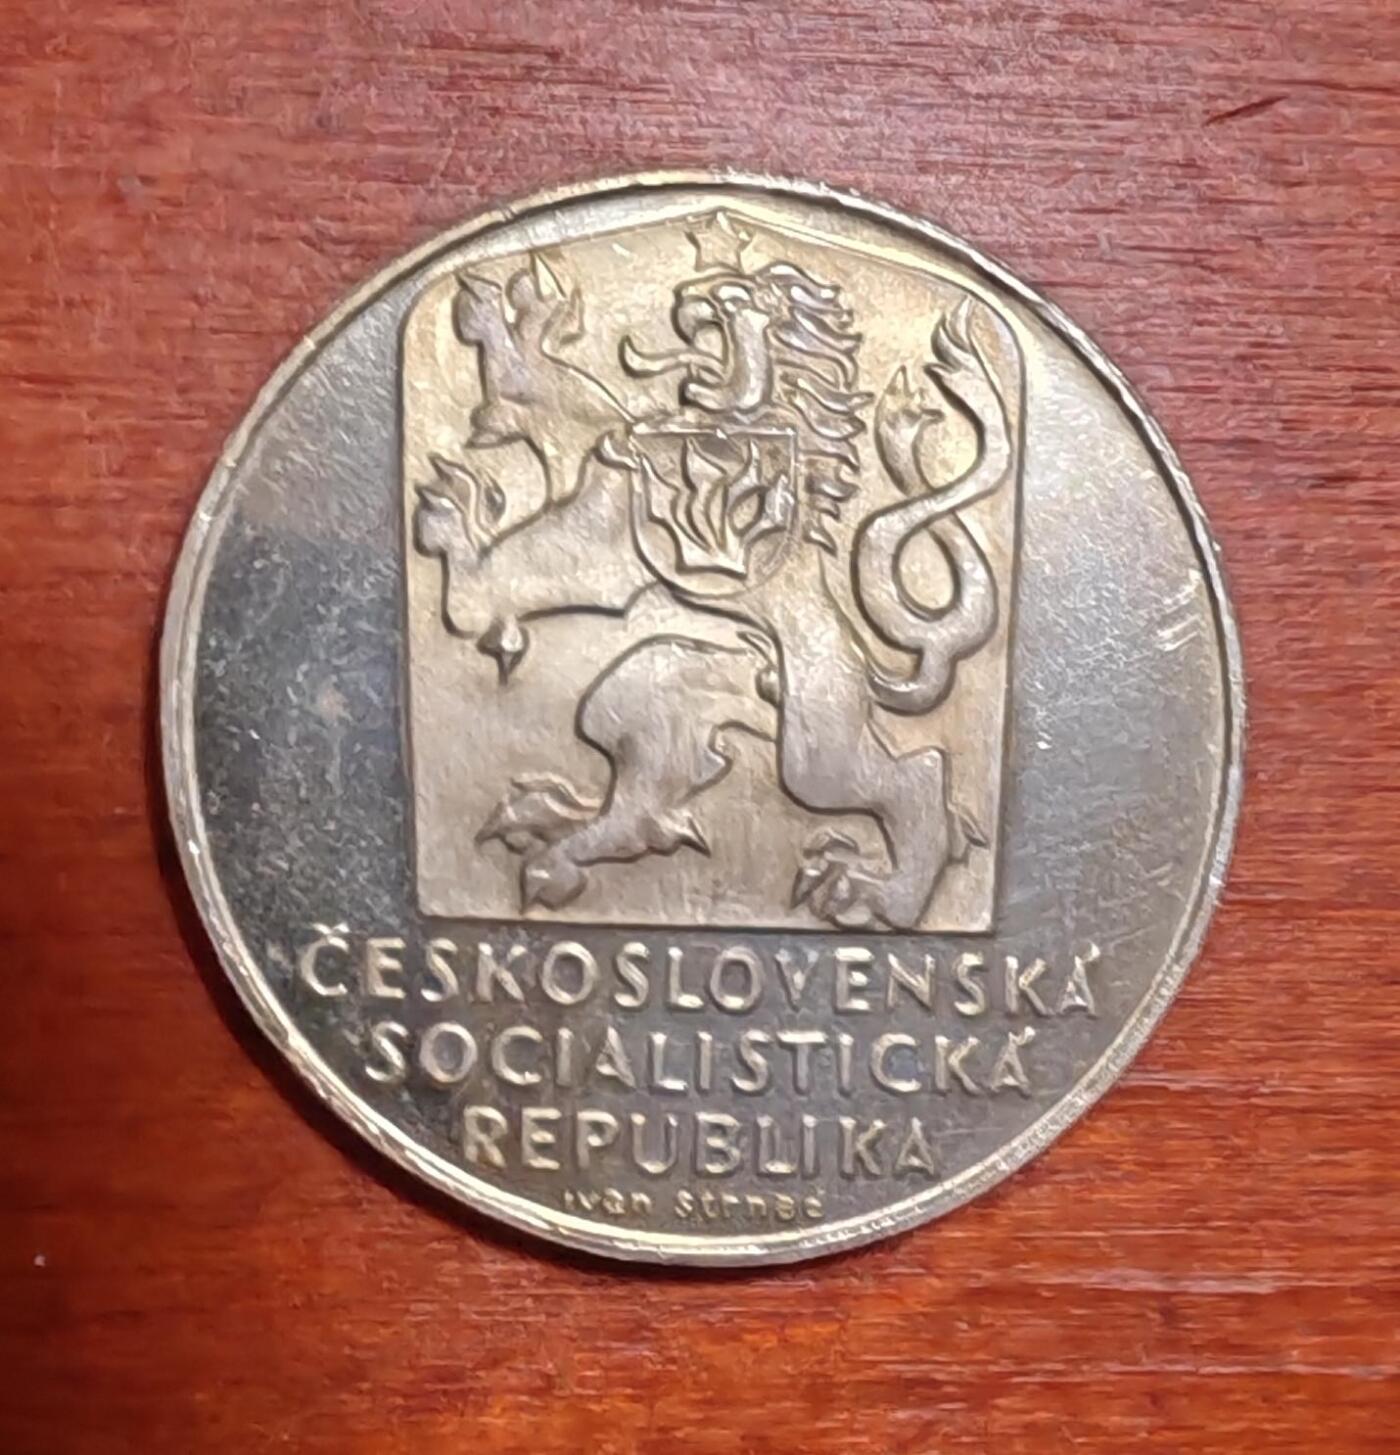 ČESKOSLOVENSKÁ
SOCIALISTICKÁ
REPUBLIKA
Ivan Strnad